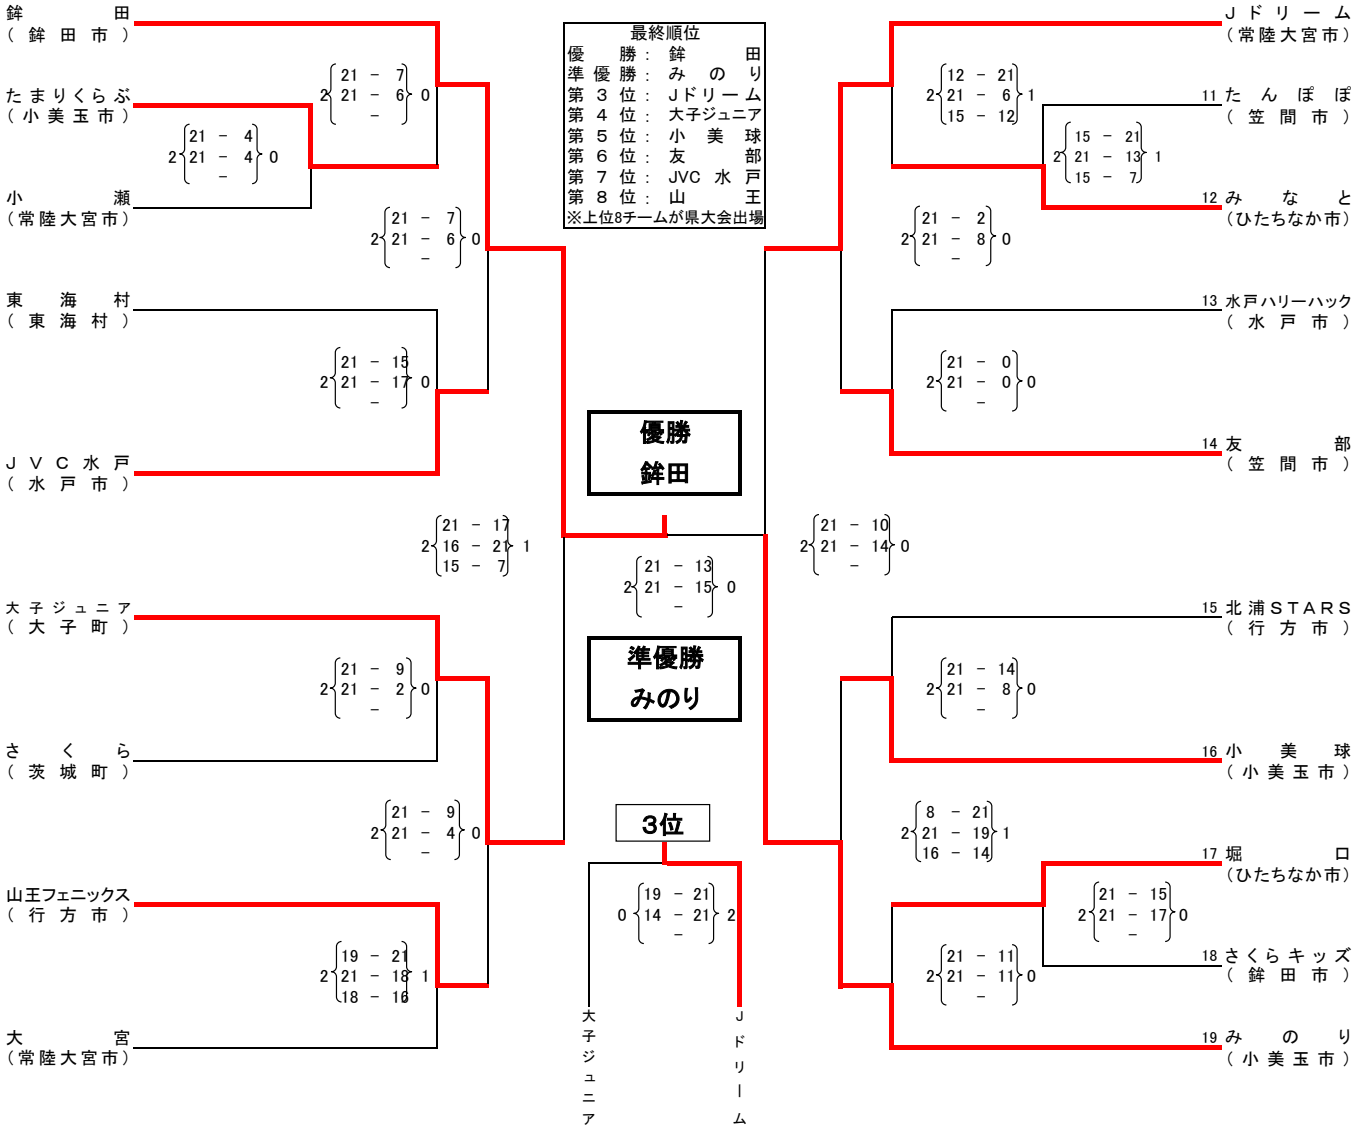 鉾田
(鉾田市)
21 - 7
2 21 - 6 0
-
たまりくらぶ
(小美玉市)
21 - 4
2 21 - 4 0
-
小瀬
(常陸大宮市)
21 - 7
2 21 - 6 0
-
東海村
(東海村)
21 - 15
2 21 - 17 0
-
JVC水戸
(水戸市)
21 - 17
2 16 - 21 1
15 - 7
大子ジュニア
(大子町)
21 - 9
2 21 - 2 0
-
さくら
(茨城町)
21 - 9
2 21 - 4 0
-
山王フェニックス
(行方市)
19 - 21
2 21 - 18 1
18 - 16
大宮
(常陸大宮市)
最終順位
優勝: 鉾田
準優勝: みのり
第3位: Jドリーム
第4位: 大子ジュニア
第5位: 小美球
第6位: 友部
第7位: JVC水戸
第8位: 山王
※上位8チームが県大会出場
優勝
鉾田
21 - 13
2 21 - 15 0
-
準優勝
みのり
3位
19 - 21
0 14 - 21 2
-
大子ジュニア
Jドリーム
Jドリーム
(常陸大宮市)
12 - 21
2 21 - 6 1
15 - 12
11 たんぽぽ
(笠間市)
15 - 21
2 21 - 13 1
15 - 7
12 みなと
(ひたちなか市)
21 - 2
2 21 - 8 0
-
13 水戸ハリーハック
(水戸市)
21 - 0
2 21 - 0 0
-
14 友部
(笠間市)
21 - 10
2 21 - 14 0
-
15 北浦STARS
(行方市)
21 - 14
2 21 - 8 0
-
16 小美球
(小美玉市)
8 - 21
2 21 - 19 1
16 - 14
17 堀口
(ひたちなか市)
21 - 15
2 21 - 17 0
-
18 さくらキッズ
(鉾田市)
21 - 11
2 21 - 11 0
-
19 みのり
(小美玉市)